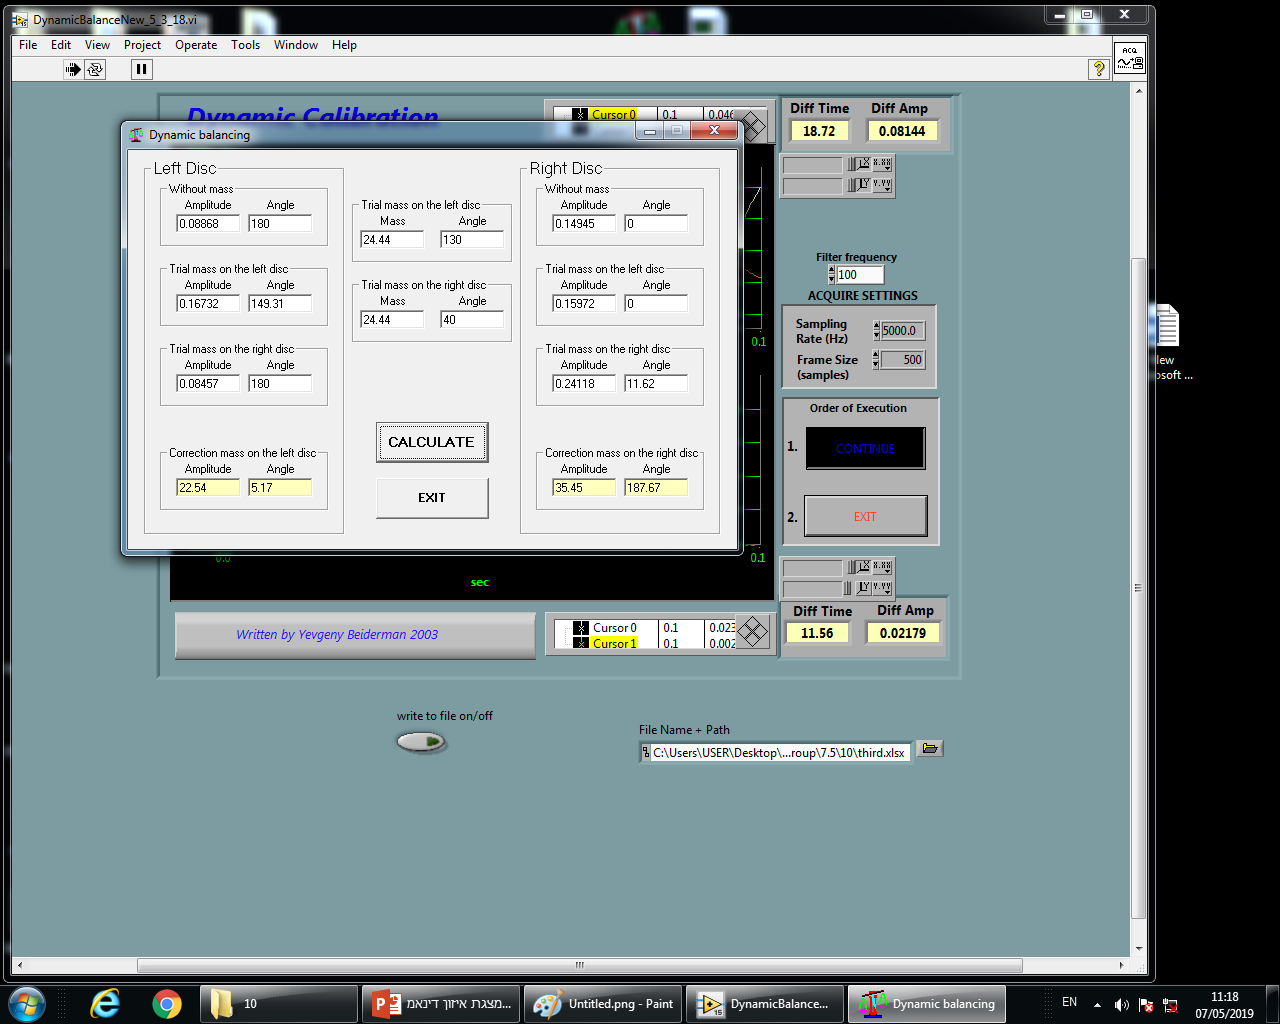 DynamicBalanceNew_5_3_18.vi
File Edit View Project Operate Tools Window Help
ACQ
Dynamic Calibration
Cursor 0 0.1 0.046
Diff Time Diff Amp
18.72 0.08144
Dynamic balancing
Left Disc
Without mass
Amplitude Angle
0.08868 180
Trial mass on the left disc
Amplitude Angle
0.16732 149.31
Trial mass on the right disc
Amplitude Angle
0.08457 180
Correction mass on the left disc
Amplitude Angle
22.54 5.17
Trial mass on the left disc
Mass Angle
24.44 130
Trial mass on the right disc
Mass Angle
24.44 40
CALCULATE
EXIT
Right Disc
Without mass
Amplitude Angle
0.14945 0
Trial mass on the left disc
Amplitude Angle
0.15972 0
Trial mass on the right disc
Amplitude Angle
0.24118 11.62
Correction mass on the right disc
Amplitude Angle
35.45 187.67
X.XX
Y.YY
Filter frequency
100
ACQUIRE SETTINGS
Sampling
Rate (Hz) 5000.0
Frame Size
(samples) 500
Order of Execution
1. CONTINUE
2. EXIT
0.1
0.0 0.1
sec
X.XX
Y.YY
Written by Yevgeny Beiderman 2003
Cursor 0 0.1 0.023
Cursor 1 0.1 0.002
Diff Time Diff Amp
11.56 0.02179
write to file on/off
File Name + Path
C:\Users\USER\Desktop\...roup\7.5\10\third.xlsx
osoft ...
10
מצגת איזון דינאמ...
Untitled.png - Paint
DynamicBalance...
Dynamic balancing
EN
11:18
07/05/2019